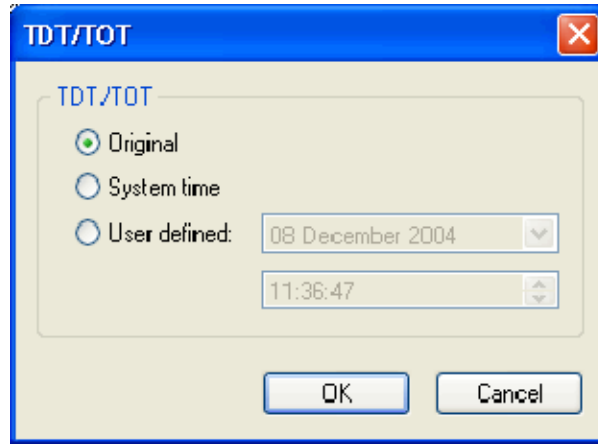 TDT/TOT
TDT/TOT
Original
System time
User defined: 08 December 2004
11:36:47
OK Cancel